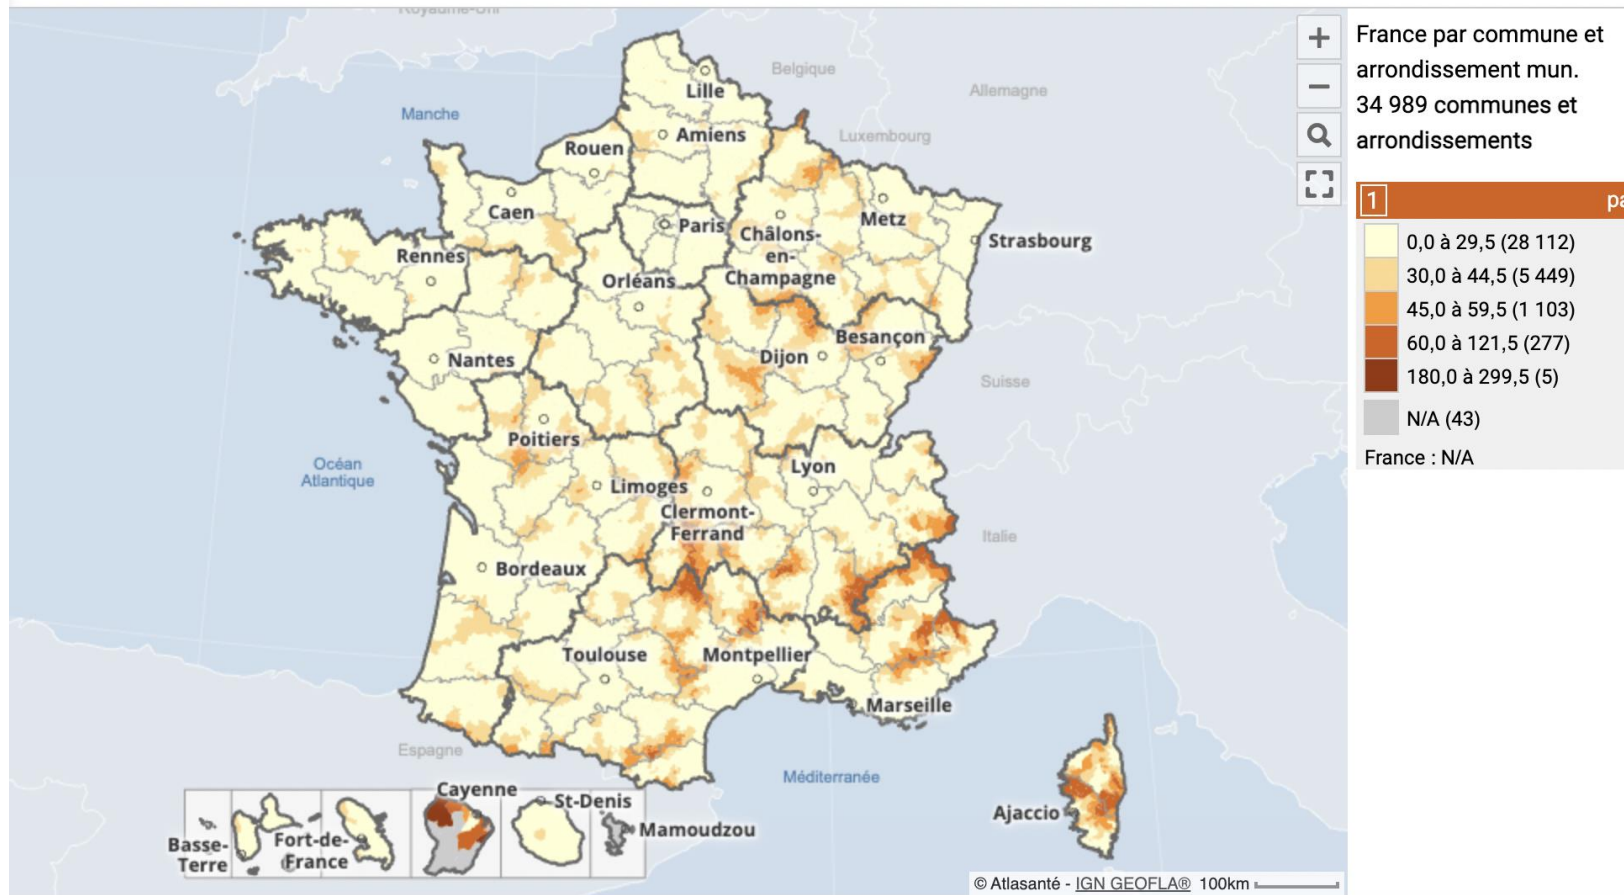 Royaume-Uni
Belgique
Allemagne
Manche
Lille
Luxembourg
Amiens
Rouen
Caen
Paris
Metz
Châlons-
en-
Champagne
Strasbourg
Rennes
Orléans
Nantes
Dijon
Besançon
Suisse
Poitiers
Océan
Atlantique
Lyon
Limoges
Clermont-
Ferrand
Italie
Bordeaux
Toulouse
Montpellier
Marseille
Espagne
Méditerranée
Ajaccio
Basse-
Terre
Fort-de-
France
Cayenne
St-Denis
Mamoudzou
© Atlasanté - IGN GEOFLA® 100km
+
−
France par commune et
arrondissement mun.
34 989 communes et
arrondissements
1 pa
0,0 à 29,5 (28 112)
30,0 à 44,5 (5 449)
45,0 à 59,5 (1 103)
60,0 à 121,5 (277)
180,0 à 299,5 (5)
N/A (43)
France : N/A